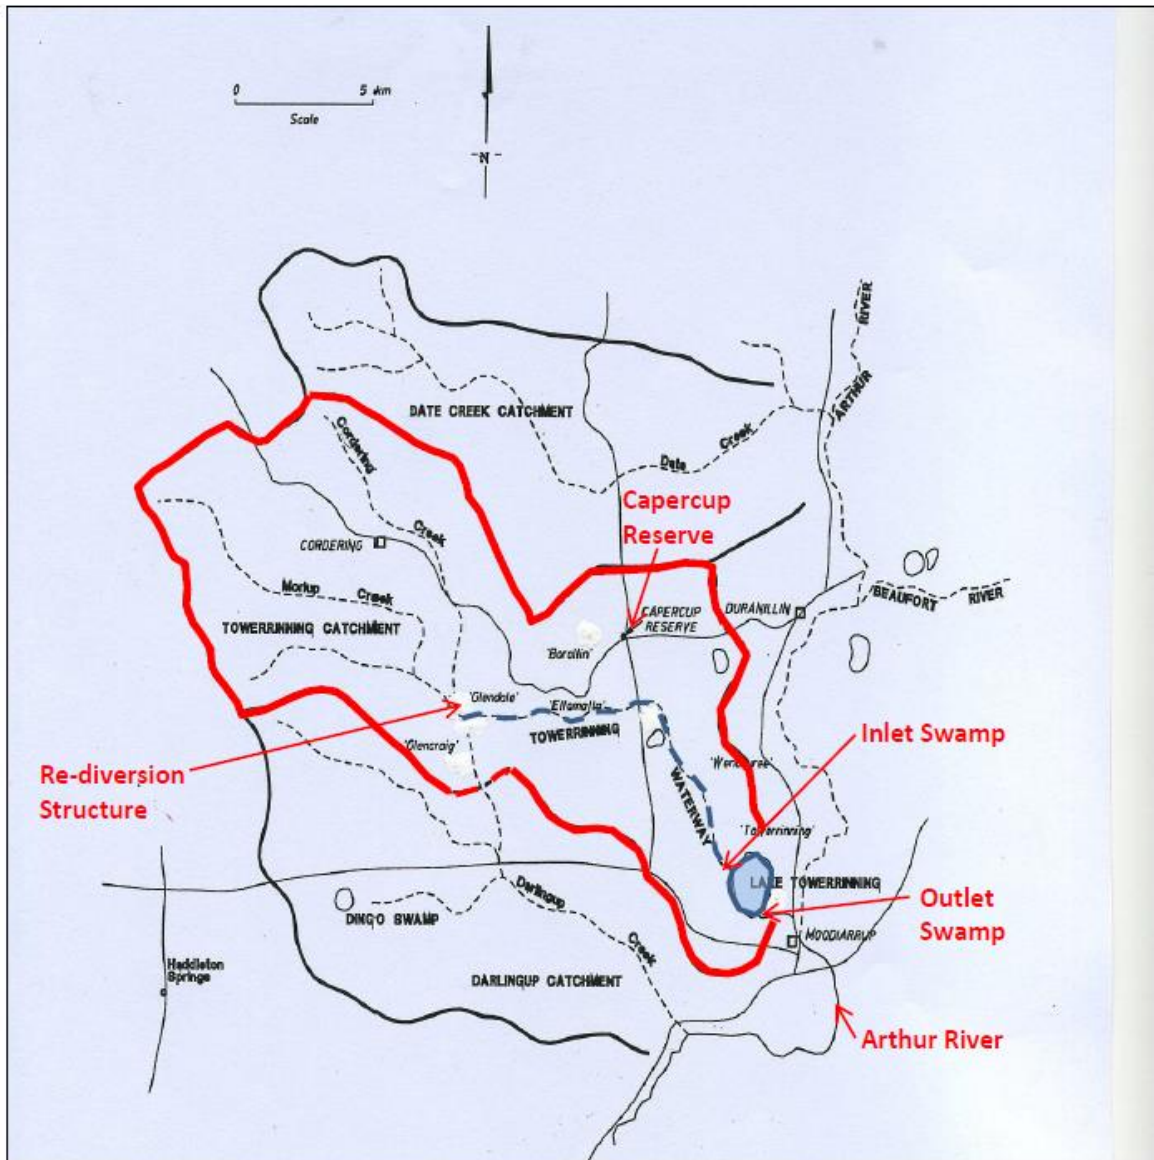 0 5 km
Scale
N
RIVER
ARTHUR
DATE CREEK CATCHMENT
Cordering
Creek
Date
Creek
Capercup
Reserve
CORDERING
Creek
Morlup
Creek
BEAUFORT
RIVER
TOWERRINNING CATCHMENT
CAPERCUP
RESERVE
DURANILLIN
'Borallin'
'Glendale'
'Ellamalla'
TOWERRINNING
Inlet Swamp
'Glencraig'
Re-diversion
Structure
WATERWAY
'Towerrinning'
LAKE TOWERRINNING
Outlet
Swamp
Darlingup
DINGO SWAMP
MOODIARRUP
Creek
Haddleton
Springs
DARLINGUP CATCHMENT
Arthur River